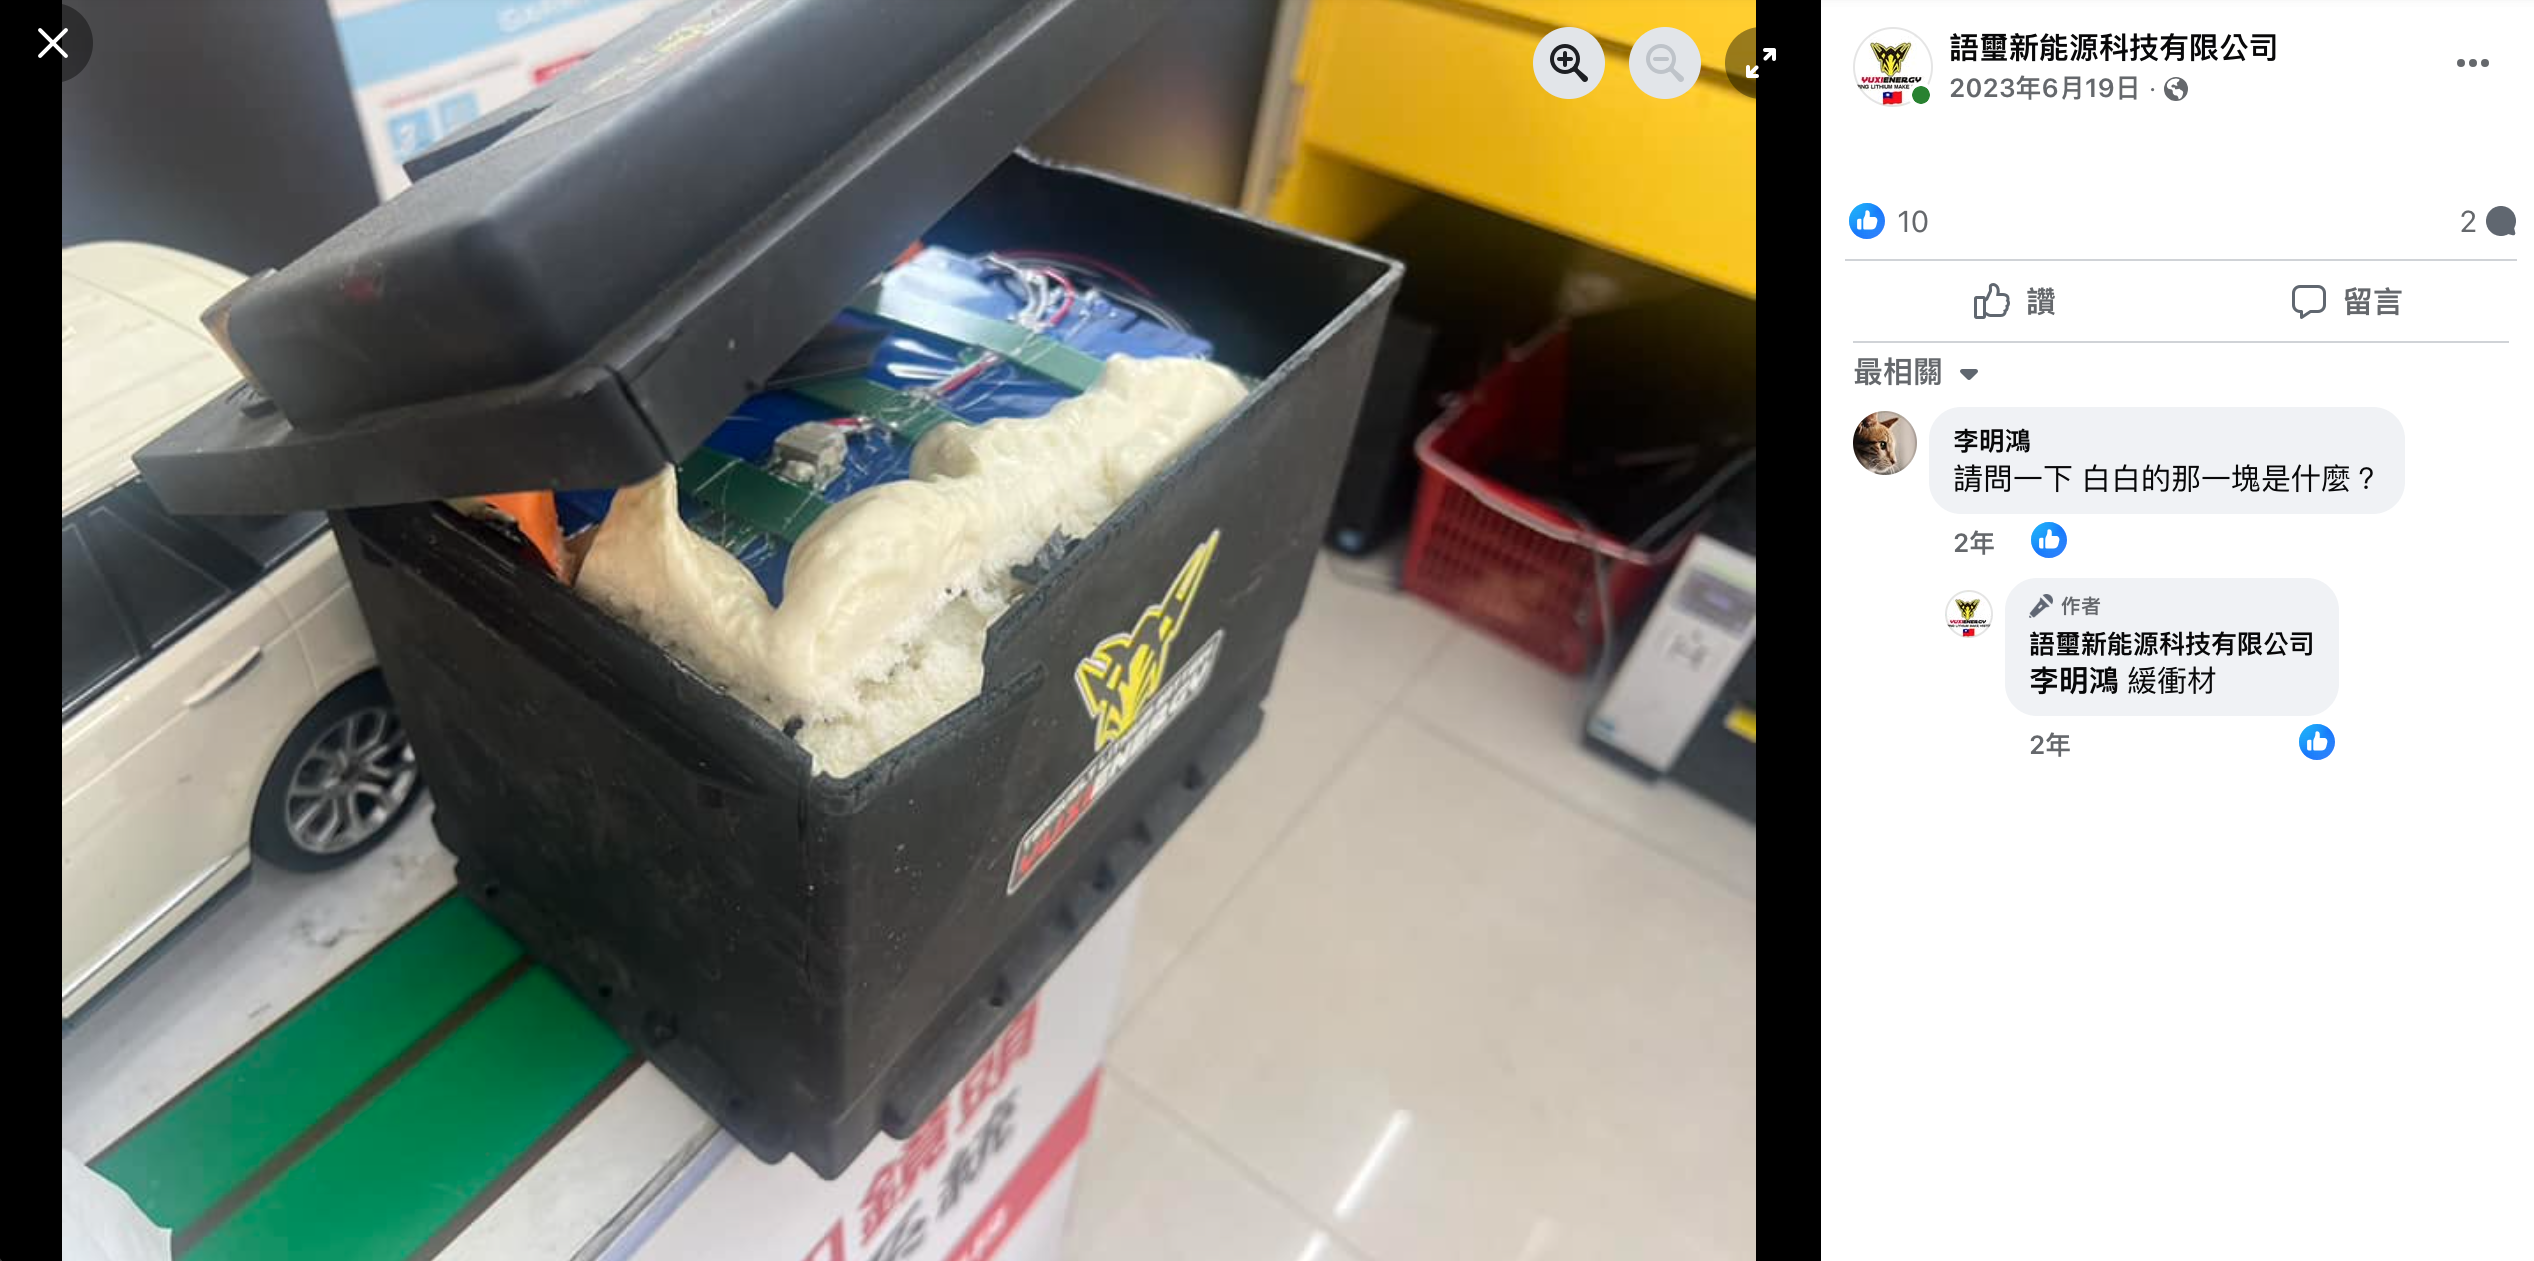 語璽新能源科技有限公司
2023年6月19日 ·
YUXIENERGY
10
2
讚
留言
最相關
李明鴻
請問一下 白白的那一塊是什麼？
2年
作者
語璽新能源科技有限公司
李明鴻 緩衝材
2年
YUXIENERGY